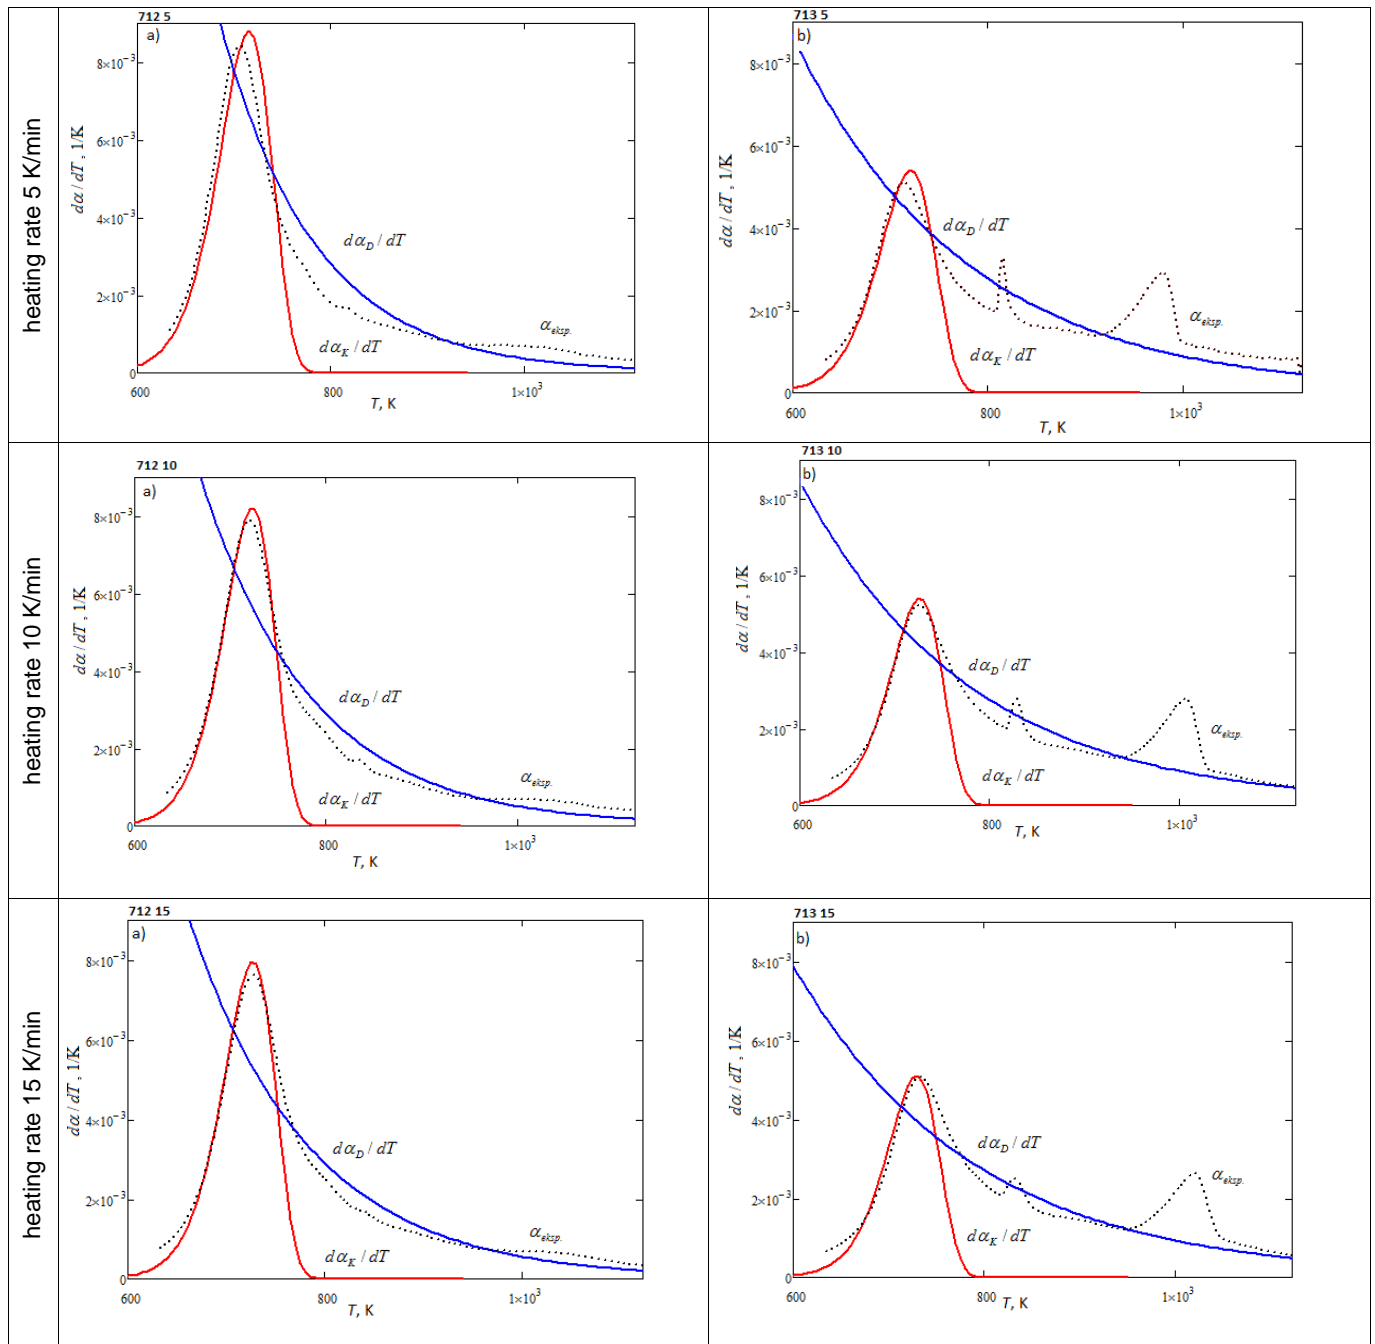 heating rate 5 K/min
712 5
a)
dα / dT , 1/K
8×10⁻³
6×10⁻³
4×10⁻³
2×10⁻³
0
dα_D / dT
α_eksp.
dα_K / dT
600 800 1×10³
T, K
713 5
b)
dα / dT , 1/K
8×10⁻³
6×10⁻³
4×10⁻³
2×10⁻³
0
dα_D / dT
α_eksp.
dα_K / dT
600 800 1×10³
T, K
heating rate 10 K/min
712 10
a)
dα / dT , 1/K
8×10⁻³
6×10⁻³
4×10⁻³
2×10⁻³
0
dα_D / dT
α_eksp.
dα_K / dT
600 800 1×10³
T, K
713 10
b)
dα / dT , 1/K
8×10⁻³
6×10⁻³
4×10⁻³
2×10⁻³
0
dα_D / dT
α_eksp.
dα_K / dT
600 800 1×10³
T, K
heating rate 15 K/min
712 15
a)
dα / dT , 1/K
8×10⁻³
6×10⁻³
4×10⁻³
2×10⁻³
0
dα_D / dT
α_eksp.
dα_K / dT
600 800 1×10³
T, K
713 15
b)
dα / dT , 1/K
8×10⁻³
6×10⁻³
4×10⁻³
2×10⁻³
0
dα_D / dT
α_eksp.
dα_K / dT
600 800 1×10³
T, K